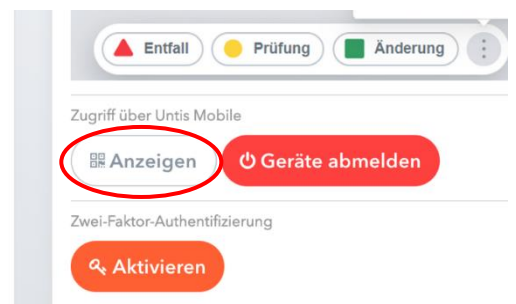 Entfall Prüfung Änderung
Zugriff über Untis Mobile
Anzeigen Geräte abmelden
Zwei-Faktor-Authentifizierung
Aktivieren